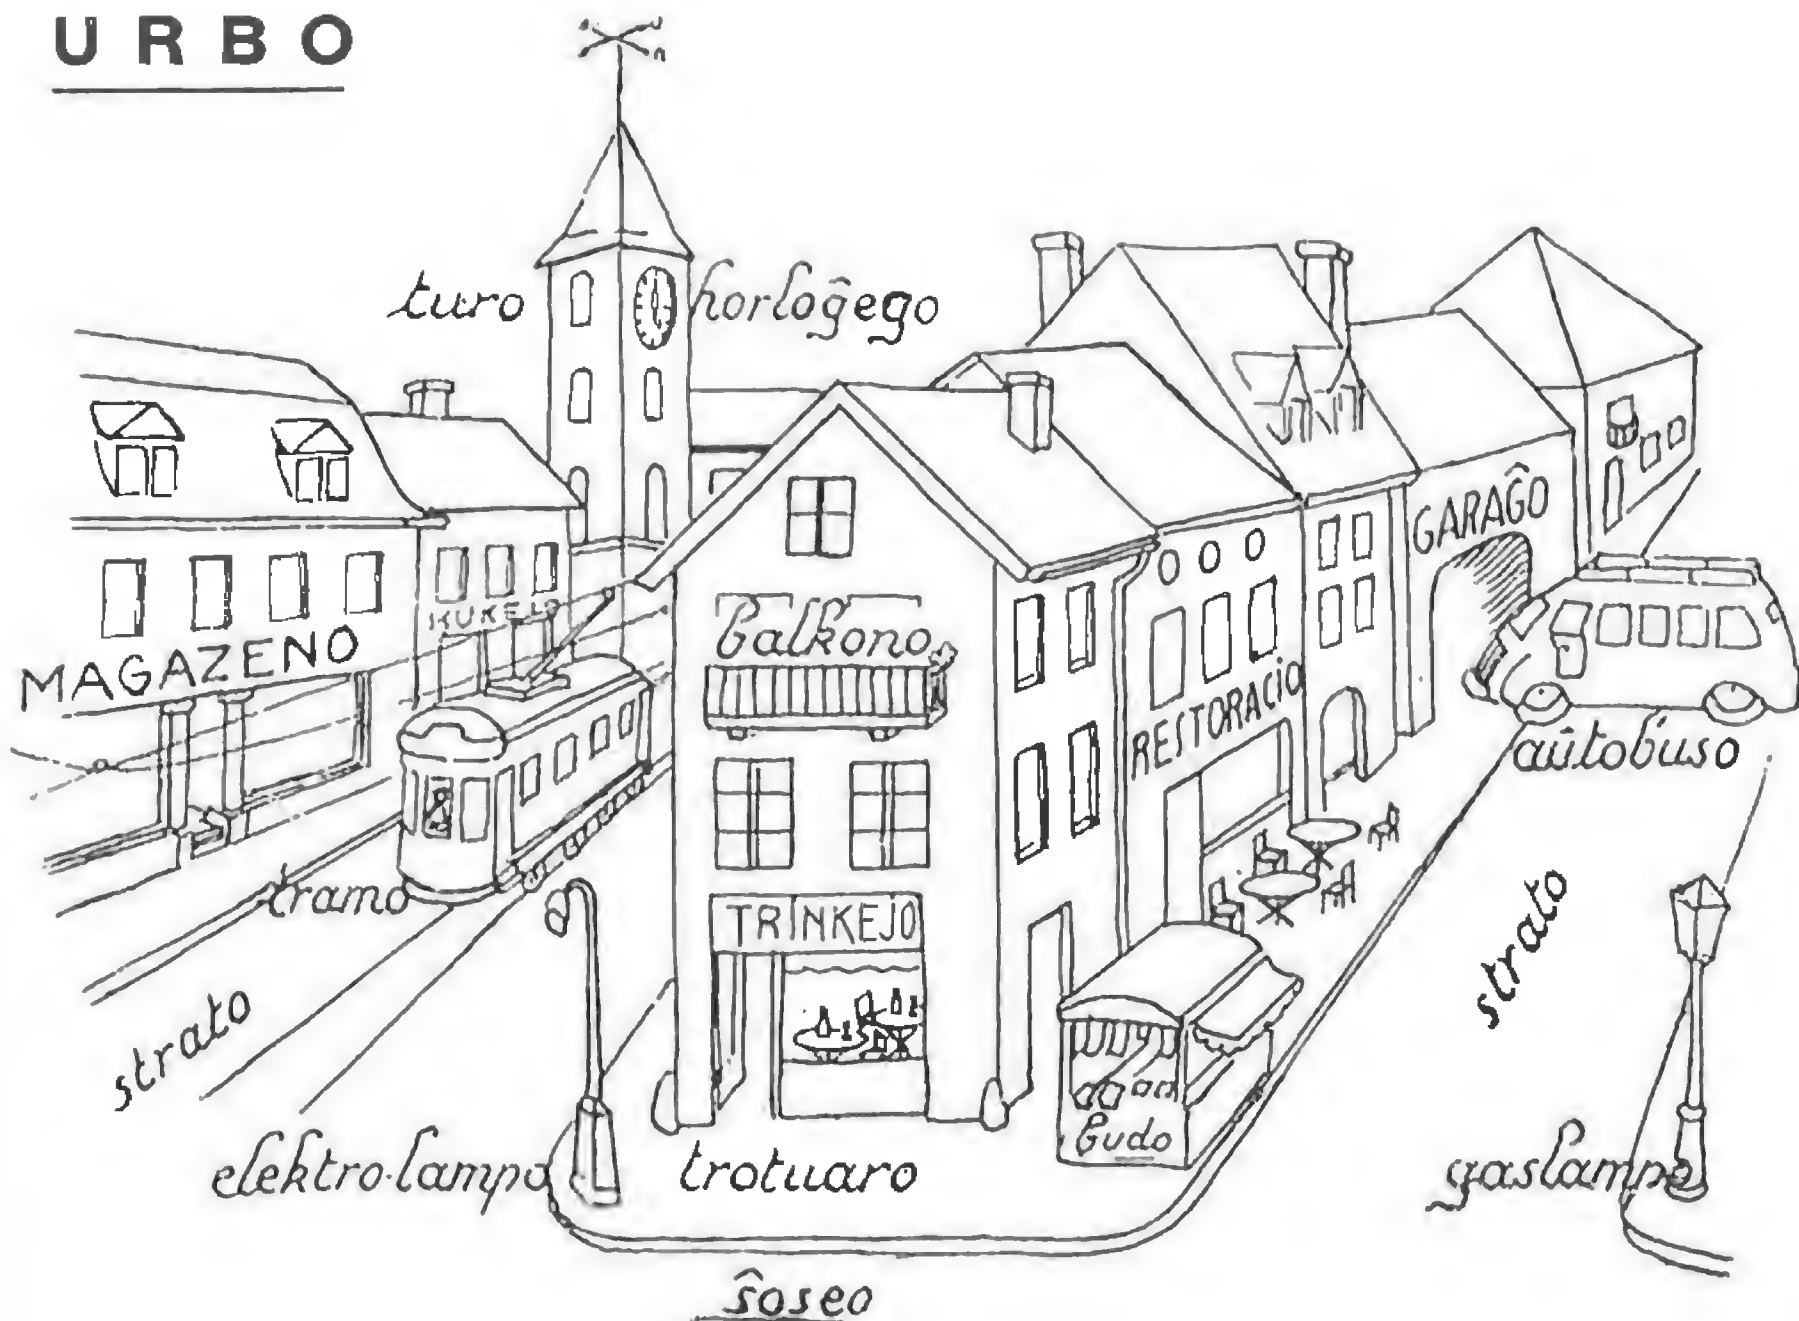 URBO
turo
horloĝego
GARAĜO
KUKEJO
balkono
MAGAZENO
RESTORACIO
aŭtobuso
tramo
TRINKEJO
strato
strato
budo
elektro-lampo
trotuaro
gaslampo
ŝoseo